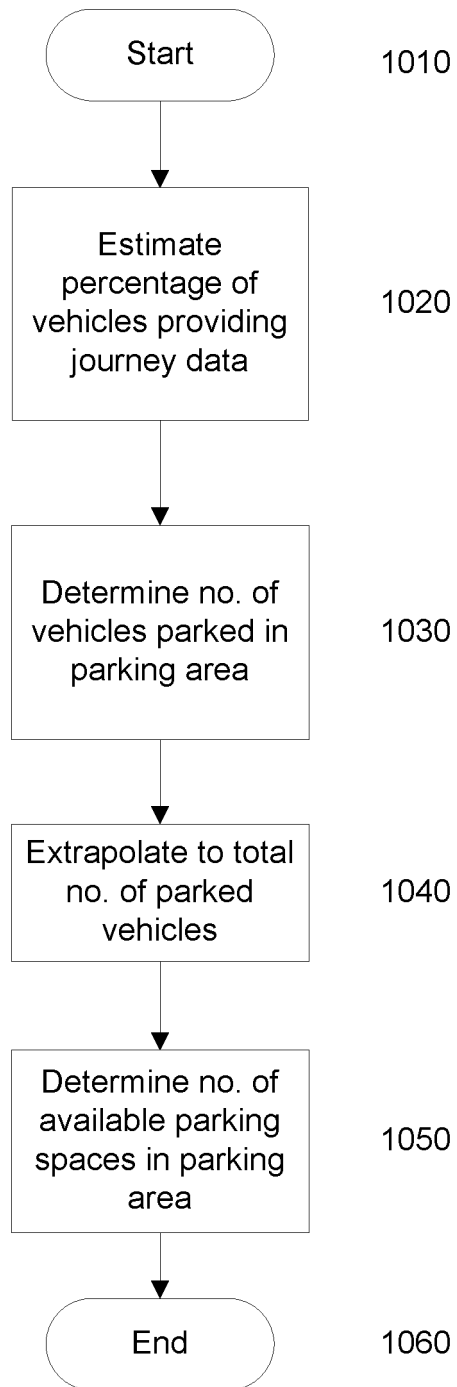 Start 1010
Estimate
percentage of
vehicles providing 1020
journey data
Determine no. of
vehicles parked in 1030
parking area
Extrapolate to total
no. of parked 1040
vehicles
Determine no. of
available parking
spaces in parking 1050
area
End 1060